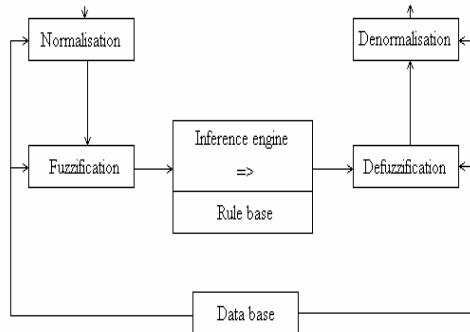 Normalisation
Denormalisation
Inference engine
=>
Fuzzification
Defuzzification
Rule base
Data base